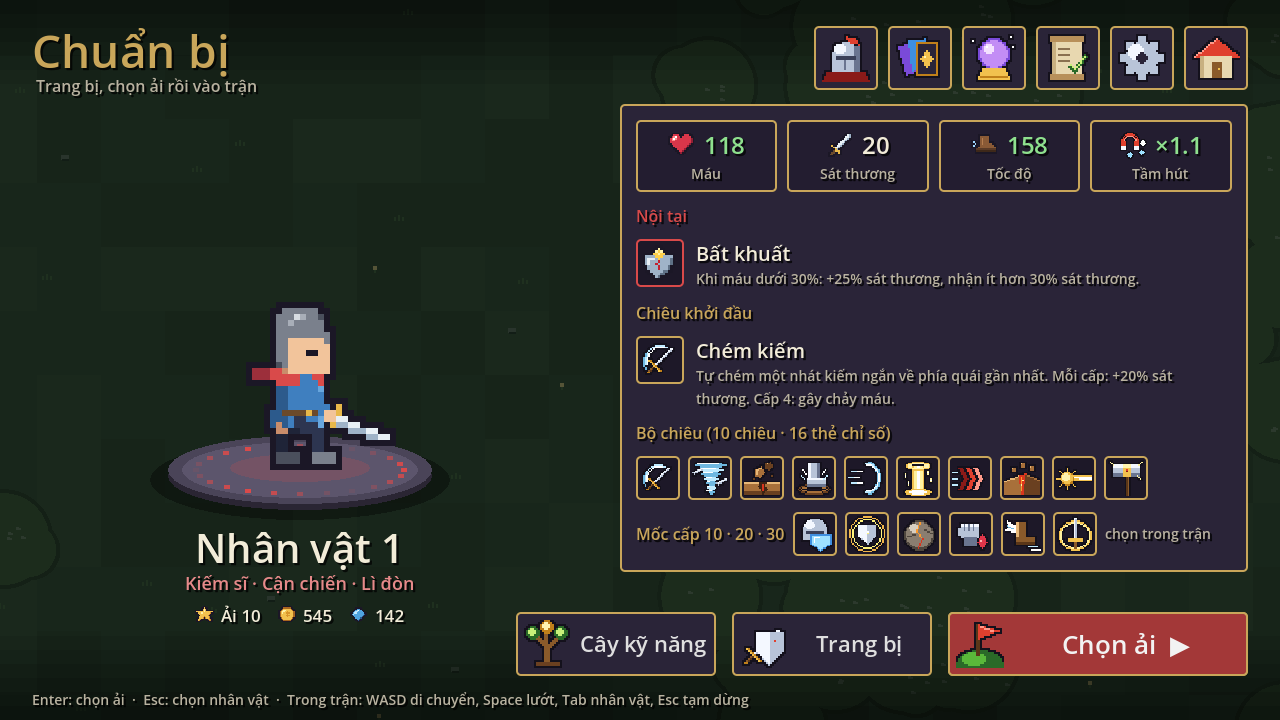 Chuẩn bị
Trang bị, chọn ải rồi vào trận
118
Máu
20
Sát thương
158
Tốc độ
×1.1
Tầm hút
Nội tại
Bất khuất
Khi máu dưới 30%: +25% sát thương, nhận ít hơn 30% sát thương.
Chiêu khởi đầu
Chém kiếm
Tự chém một nhát kiếm ngắn về phía quái gần nhất. Mỗi cấp: +20% sát
thương. Cấp 4: gây chảy máu.
Bộ chiêu (10 chiêu · 16 thẻ chỉ số)
Mốc cấp 10 · 20 · 30
chọn trong trận
Nhân vật 1
Kiếm sĩ · Cận chiến · Lì đòn
Ải 10 545 142
Cây kỹ năng
Trang bị
Chọn ải ▶
Enter: chọn ải · Esc: chọn nhân vật · Trong trận: WASD di chuyển, Space lướt, Tab nhân vật, Esc tạm dừng